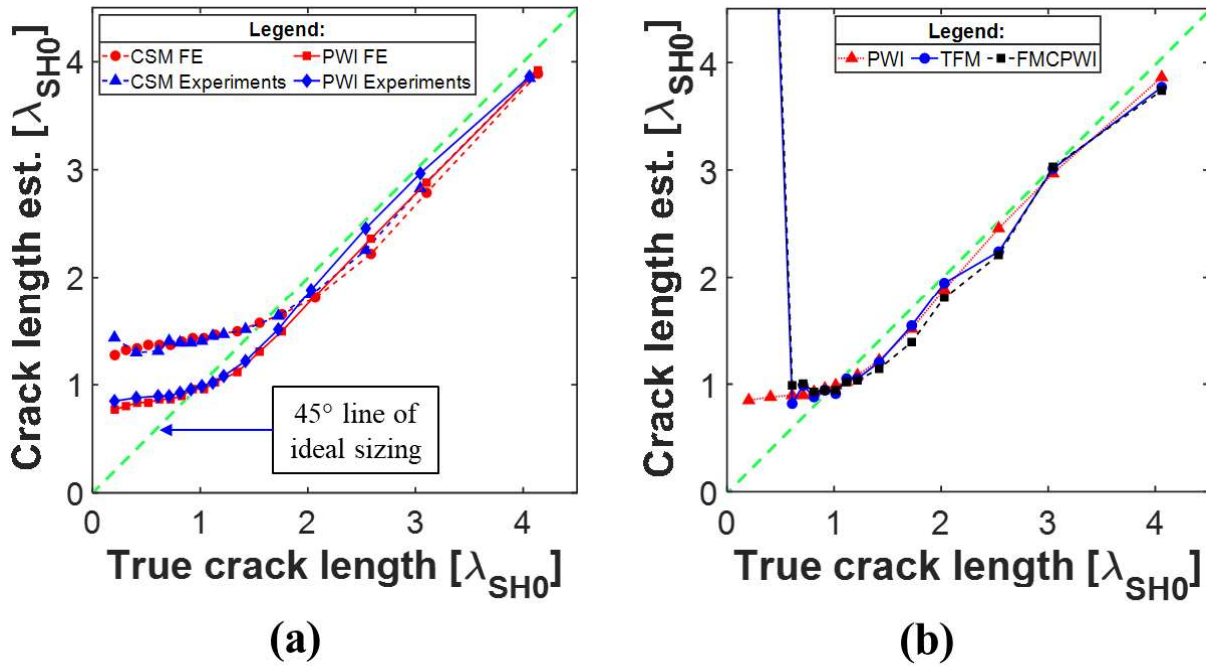 Legend:
CSM FE PWI FE
CSM Experiments PWI Experiments
Crack length est. [λSH0]
4
3
2
1
0
45° line of
ideal sizing
0 1 2 3 4
True crack length [λSH0]
(a)
Legend:
PWI TFM FMCPWI
Crack length est. [λSH0]
4
3
2
1
0
0 1 2 3 4
True crack length [λSH0]
(b)